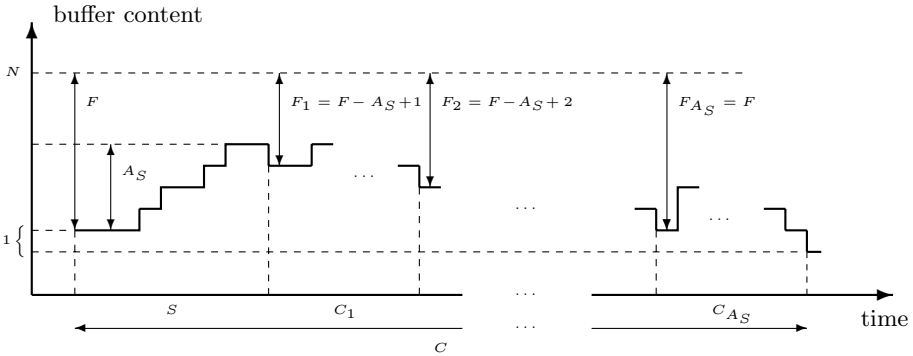 buffer content
N
F
F_1 = F − A_S + 1
F_2 = F − A_S + 2
F_{A_S} = F
A_S
...
...
...
1{
...
S
C_1
C_{A_S}
time
...
C